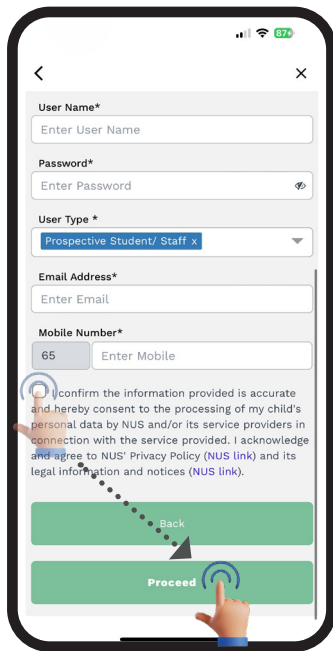 87
User Name*
Enter User Name
Password*
Enter Password
User Type *
Prospective Student/ Staff x
Email Address*
Enter Email
Mobile Number*
65 Enter Mobile
I confirm the information provided is accurate
and hereby consent to the processing of my child's
personal data by NUS and/or its service providers in
connection with the service provided. I acknowledge
and agree to NUS' Privacy Policy (NUS link) and its
legal information and notices (NUS link).
Back
Proceed